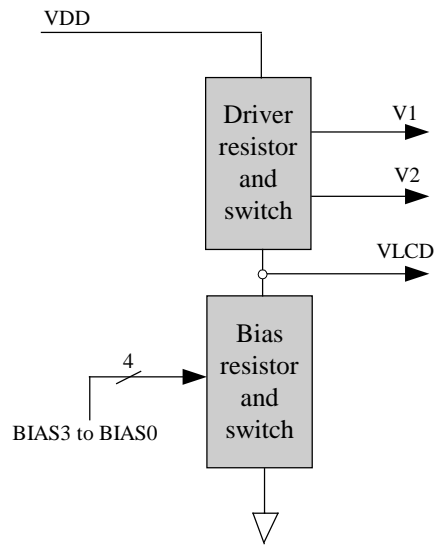 VDD
Driver
resistor
and
switch
V1
V2
VLCD
Bias
resistor
and
switch
4
BIAS3 to BIAS0